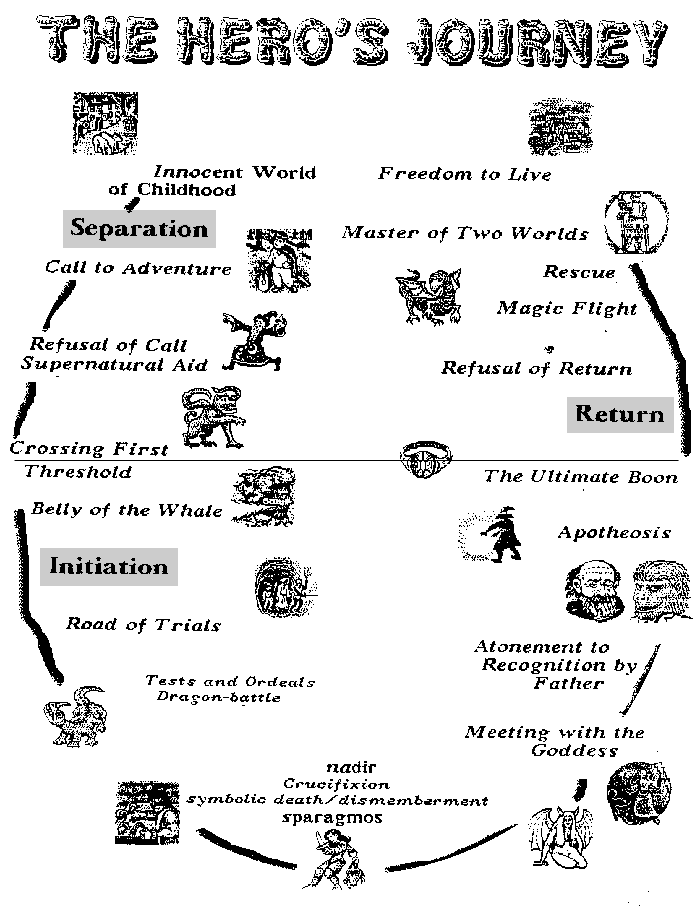 THE HERO'S JOURNEY
Innocent World
of Childhood
Separation
Call to Adventure
Refusal of Call
Supernatural Aid
Crossing First
Threshold
Belly of the Whale
Initiation
Road of Trials
Tests and Ordeals
Dragon-battle
nadir
Crucifixion
symbolic death/dismemberment
sparagmos
Meeting with the
Goddess
Atonement to
Recognition by
Father
Apotheosis
The Ultimate Boon
Return
Refusal of Return
Magic Flight
Rescue
Master of Two Worlds
Freedom to Live